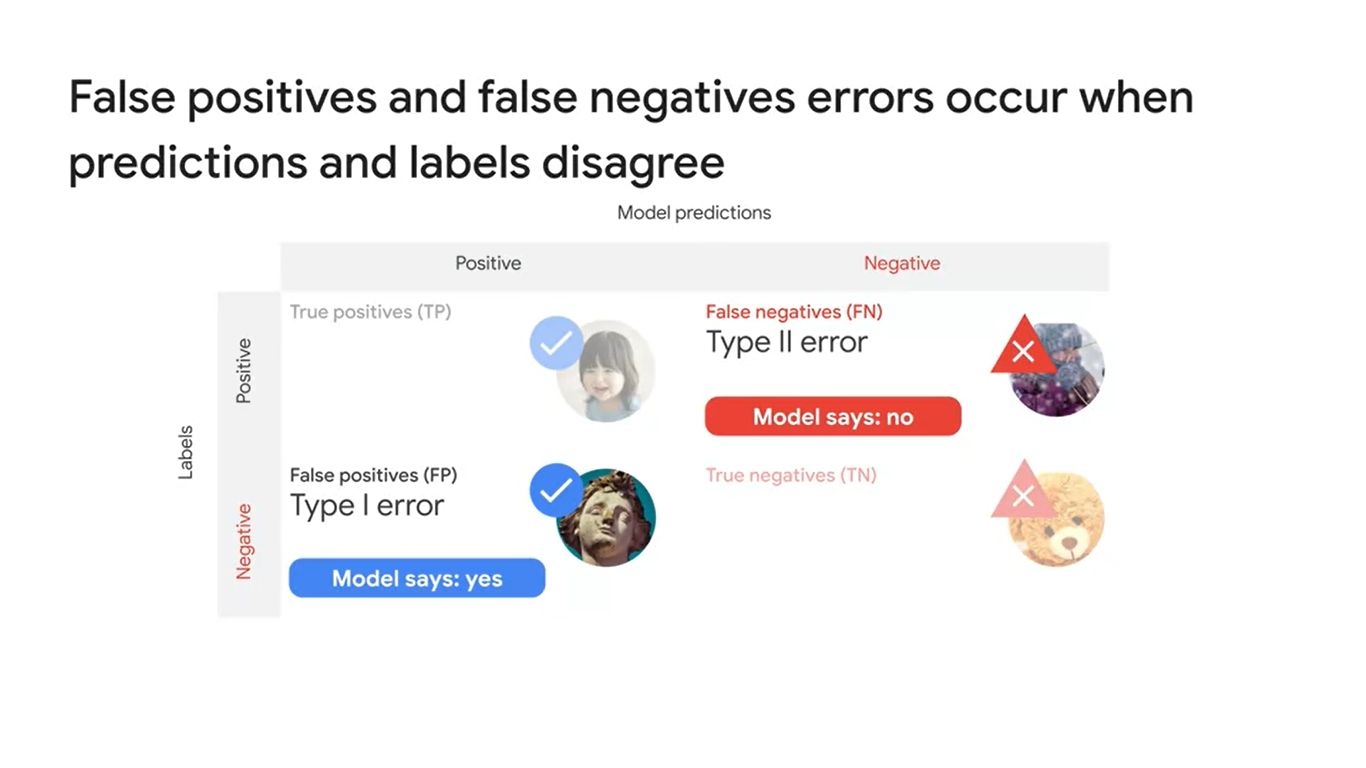 False positives and false negatives errors occur when
predictions and labels disagree
Model predictions
Positive
Negative
Labels
Positive
True positives (TP)
False negatives (FN)
Type II error
Model says: no
Negative
False positives (FP)
Type I error
Model says: yes
True negatives (TN)